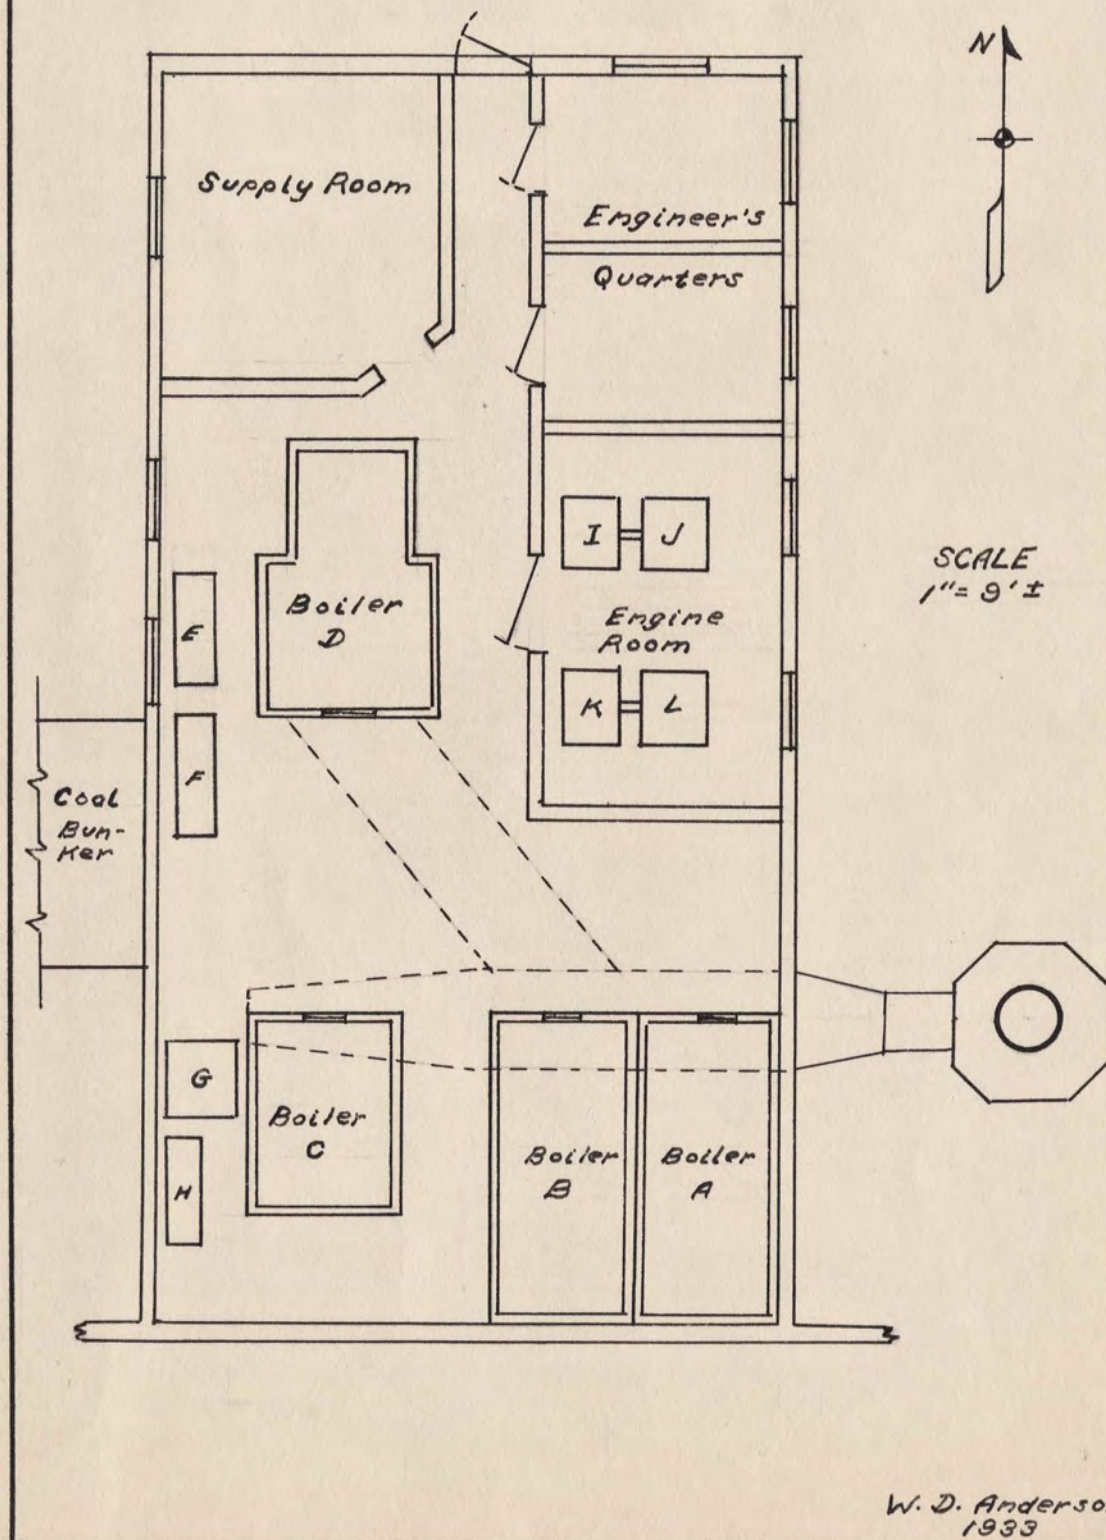 N
Supply Room
Engineer's
Quarters
I
J
SCALE
1"= 9' ±
Boiler
D
E
Engine
Room
K
L
F
Coal
Bun-
ker
G
Boiler
C
H
Boiler
B
Boiler
A
W. D. Anderso
1933